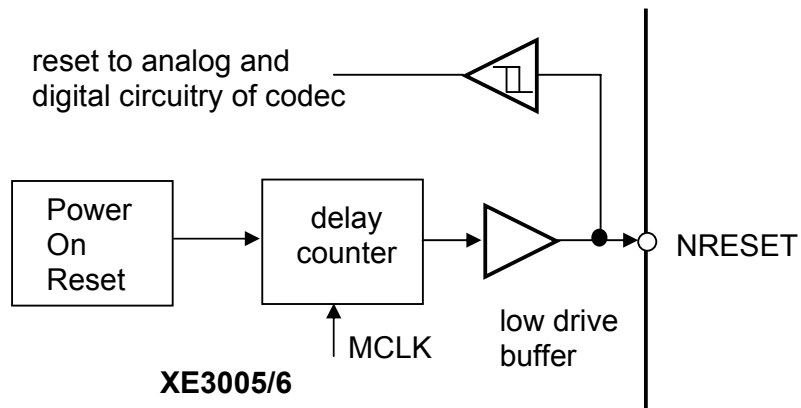 reset to analog and
digital circuitry of codec
Power
On
Reset
delay
counter
NRESET
low drive
buffer
MCLK
XE3005/6